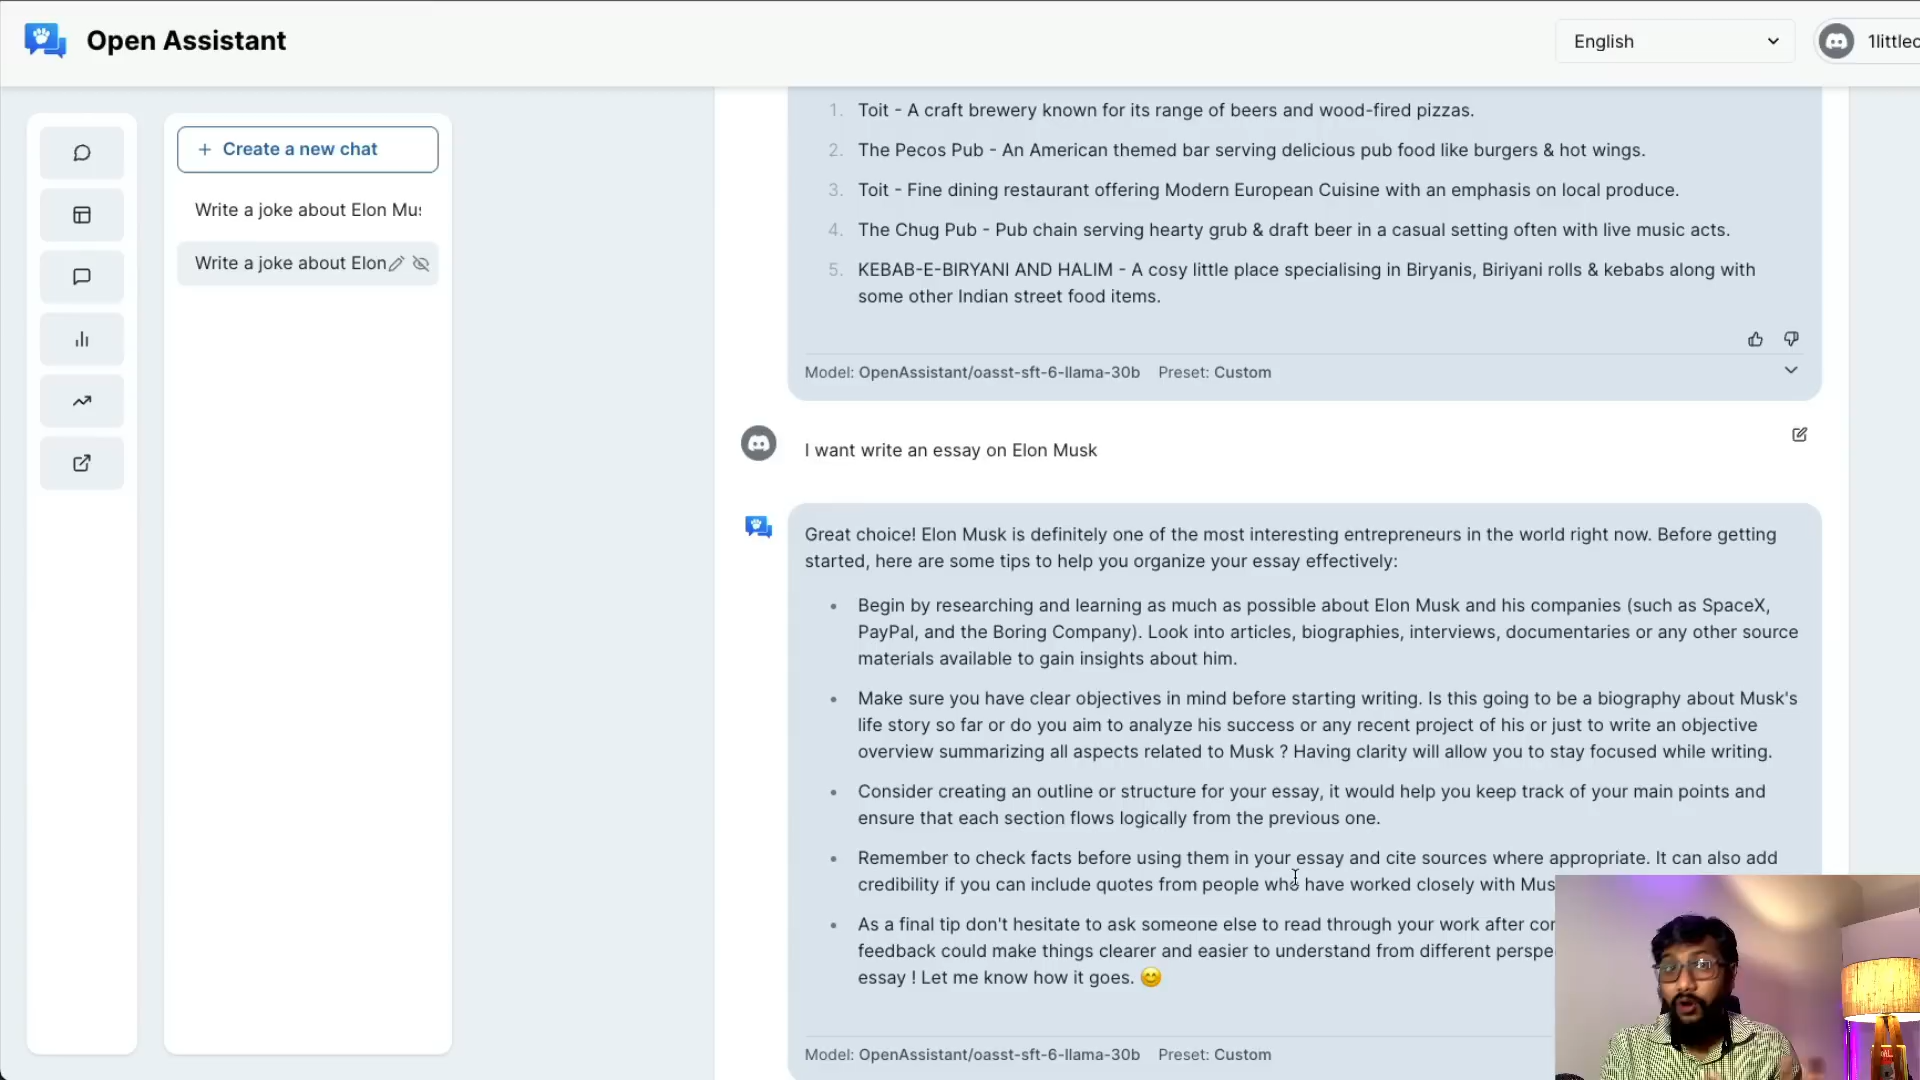 Open Assistant
English
1littlec
+ Create a new chat
Write a joke about Elon Mus
Write a joke about Elon
1. Toit - A craft brewery known for its range of beers and wood-fired pizzas.
2. The Pecos Pub - An American themed bar serving delicious pub food like burgers & hot wings.
3. Toit - Fine dining restaurant offering Modern European Cuisine with an emphasis on local produce.
4. The Chug Pub - Pub chain serving hearty grub & draft beer in a casual setting often with live music acts.
5. KEBAB-E-BIRYANI AND HALIM - A cosy little place specialising in Biryanis, Biriyani rolls & kebabs along with
some other Indian street food items.
Model: OpenAssistant/oasst-sft-6-llama-30b Preset: Custom
I want write an essay on Elon Musk
Great choice! Elon Musk is definitely one of the most interesting entrepreneurs in the world right now. Before getting
started, here are some tips to help you organize your essay effectively:
• Begin by researching and learning as much as possible about Elon Musk and his companies (such as SpaceX,
PayPal, and the Boring Company). Look into articles, biographies, interviews, documentaries or any other source
materials available to gain insights about him.
• Make sure you have clear objectives in mind before starting writing. Is this going to be a biography about Musk's
life story so far or do you aim to analyze his success or any recent project of his or just to write an objective
overview summarizing all aspects related to Musk ? Having clarity will allow you to stay focused while writing.
• Consider creating an outline or structure for your essay, it would help you keep track of your main points and
ensure that each section flows logically from the previous one.
• Remember to check facts before using them in your essay and cite sources where appropriate. It can also add
credibility if you can include quotes from people who have worked closely with Mus
• As a final tip don't hesitate to ask someone else to read through your work after con
feedback could make things clearer and easier to understand from different perspe
essay ! Let me know how it goes. 😊
Model: OpenAssistant/oasst-sft-6-llama-30b Preset: Custom